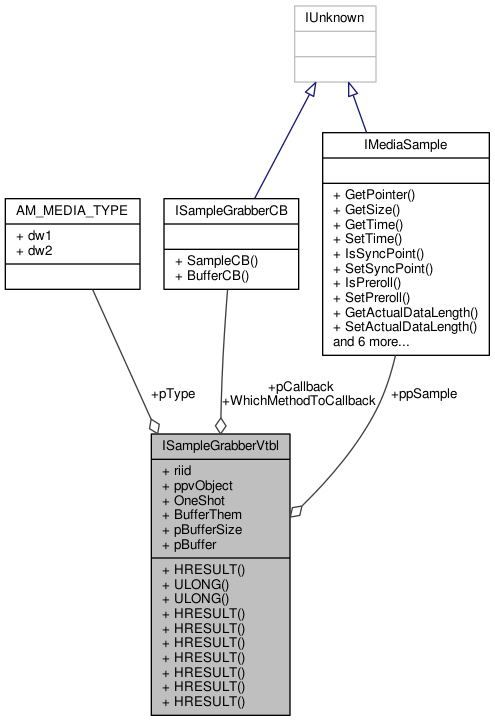 IUnknown
IMediaSample
+ GetPointer()
+ GetSize()
+ GetTime()
+ SetTime()
+ IsSyncPoint()
+ SetSyncPoint()
+ IsPreroll()
+ SetPreroll()
+ GetActualDataLength()
+ SetActualDataLength()
and 6 more...
AM_MEDIA_TYPE
+ dw1
+ dw2
ISampleGrabberCB
+ SampleCB()
+ BufferCB()
+pType
+pCallback
+WhichMethodToCallback
+ppSample
ISampleGrabberVtbl
+ riid
+ ppvObject
+ OneShot
+ BufferThem
+ pBufferSize
+ pBuffer
+ HRESULT()
+ ULONG()
+ ULONG()
+ HRESULT()
+ HRESULT()
+ HRESULT()
+ HRESULT()
+ HRESULT()
+ HRESULT()
+ HRESULT()